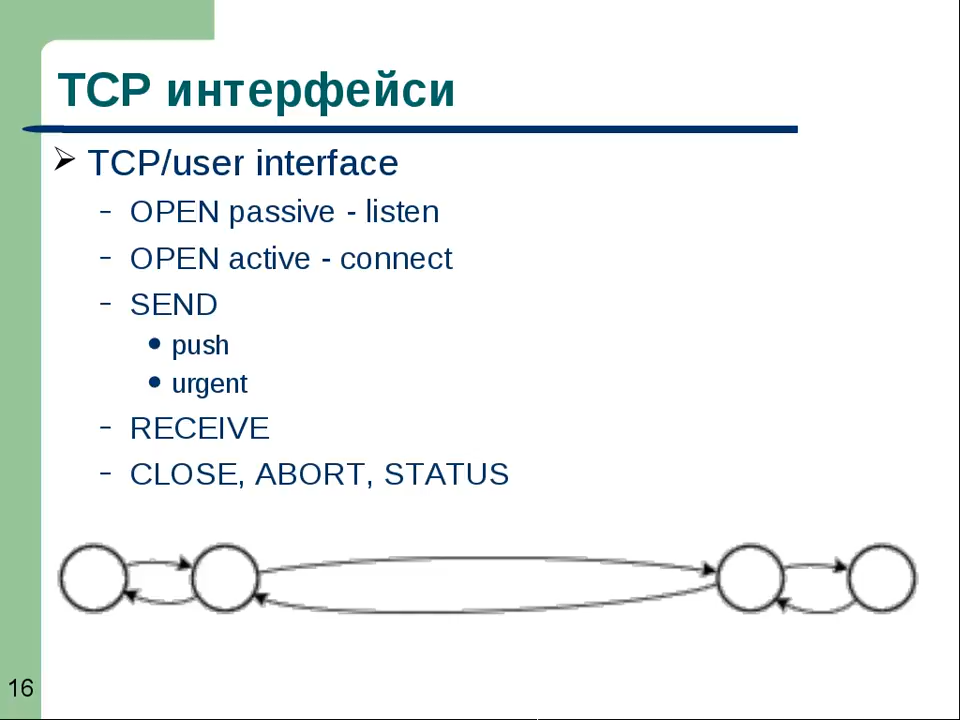 TCP интерфейси
TCP/user interface
– OPEN passive - listen
– OPEN active - connect
– SEND
• push
• urgent
– RECEIVE
– CLOSE, ABORT, STATUS
16